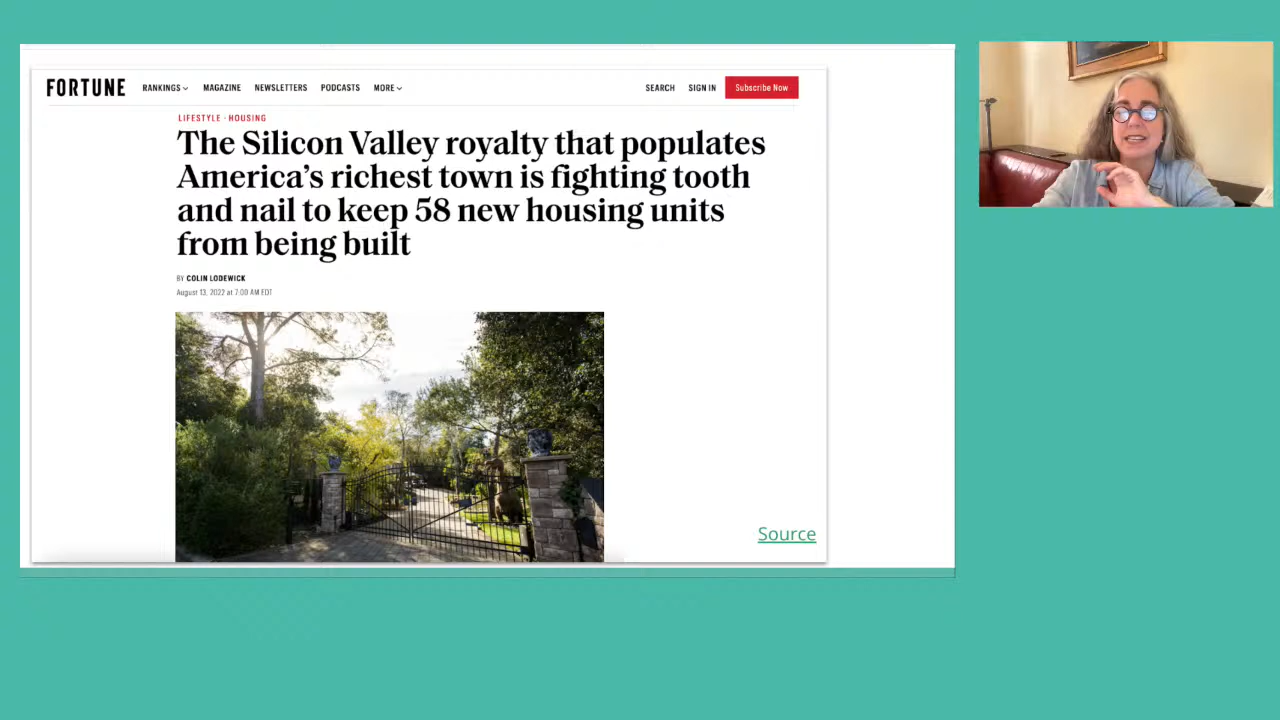 FORTUNE RANKINGS MAGAZINE NEWSLETTERS PODCASTS MORE SEARCH SIGN IN Subscribe Now
LIFESTYLE · HOUSING
The Silicon Valley royalty that populates
America’s richest town is fighting tooth
and nail to keep 58 new housing units
from being built
BY COLIN LODEWICK
August 13, 2022 at 7:00 AM EDT
Source